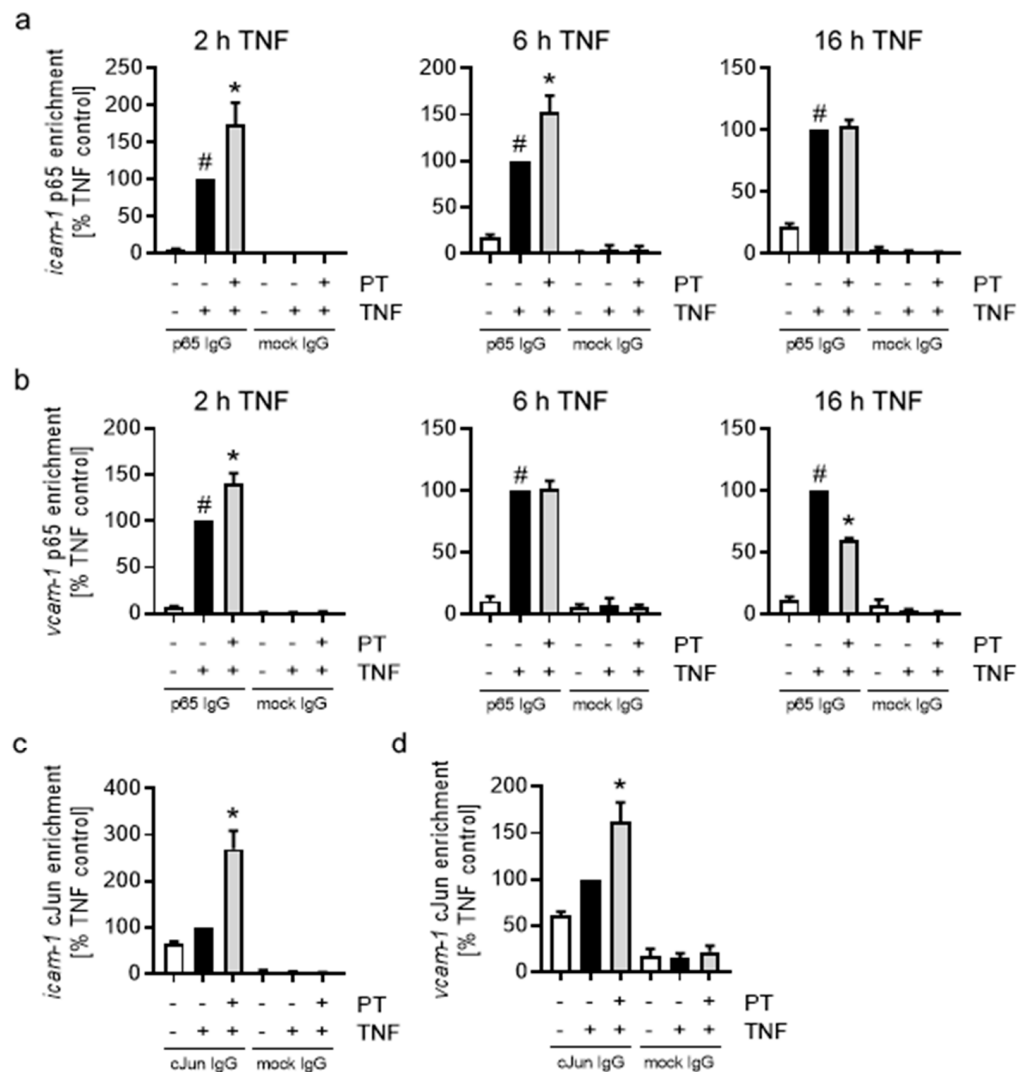 a
2 h TNF
6 h TNF
16 h TNF
icam-1 p65 enrichment
[% TNF control]
250
200
150
100
50
0
#
*
200
150
100
50
0
#
*
150
100
50
0
#
- - + - - + - - + - - + - - + - - + PT
- + + - + + - + + - + + - + + - + + TNF
p65 IgG mock IgG p65 IgG mock IgG p65 IgG mock IgG
b
2 h TNF
6 h TNF
16 h TNF
vcam-1 p65 enrichment
[% TNF control]
200
150
100
50
0
#
*
150
100
50
0
#
150
100
50
0
#
*
- - + - - + PT - - + - - + PT - - + - - + PT
- + + - + + TNF - + + - + + TNF - + + - + + TNF
p65 IgG mock IgG p65 IgG mock IgG p65 IgG mock IgG
c
icam-1 cJun enrichment
[% TNF control]
400
300
200
100
0
*
- - + - - + PT
- + + - + + TNF
cJun IgG mock IgG
d
vcam-1 cJun enrichment
[% TNF control]
200
150
100
50
0
*
- - + - - + PT
- + + - + + TNF
cJun IgG mock IgG